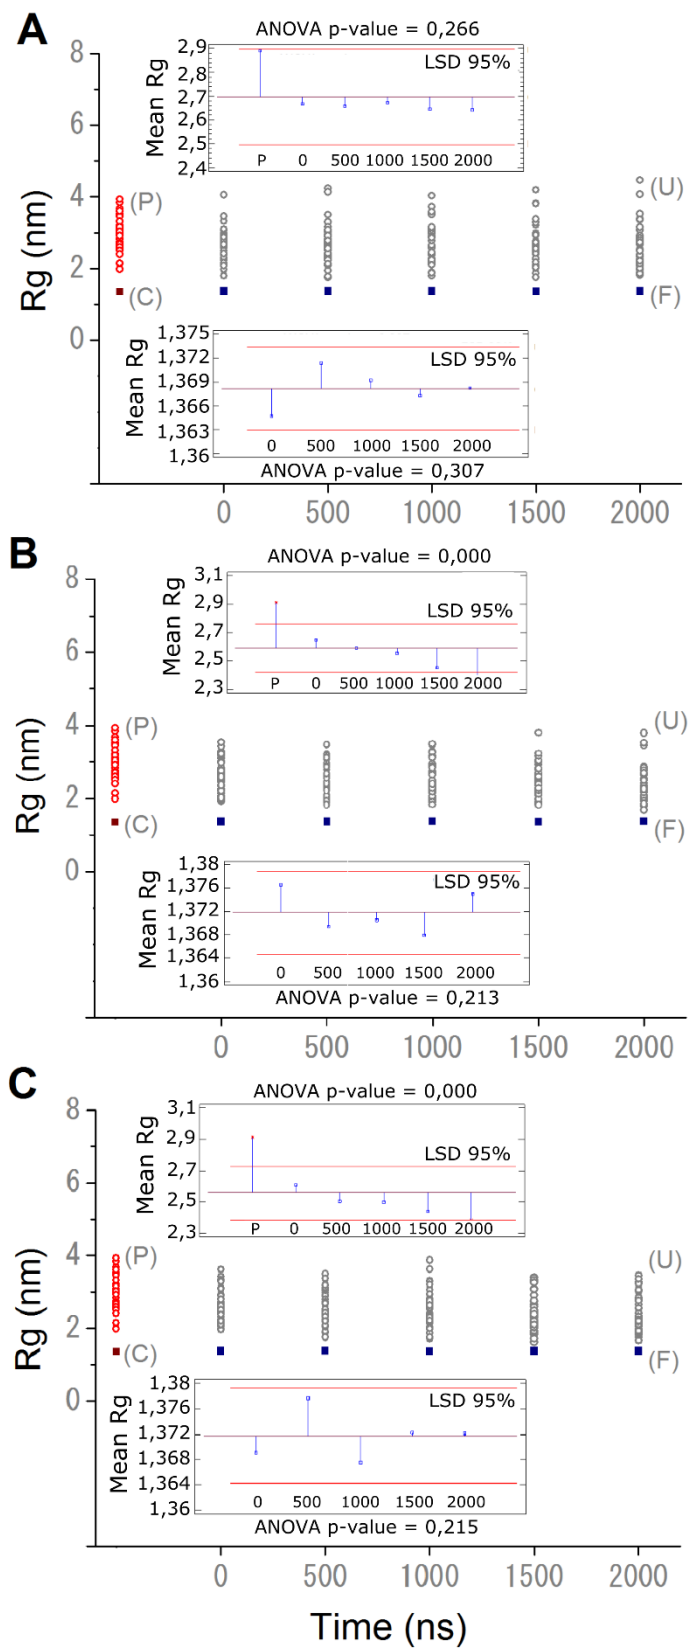 A
ANOVA p-value = 0,266
8
6
4
2
0
Rg (nm)
Mean Rg
2,9
2,8
2,7
2,6
2,5
2,4
LSD 95%
P 0 500 1000 1500 2000
(P)
(U)
(C)
(F)
Mean Rg
1,375
1,372
1,369
1,366
1,363
1,36
LSD 95%
0 500 1000 1500 2000
ANOVA p-value = 0,307
0 500 1000 1500 2000
B
ANOVA p-value = 0,000
8
6
4
2
0
Rg (nm)
Mean Rg
3,1
2,9
2,7
2,5
2,3
LSD 95%
P 0 500 1000 1500 2000
(P)
(U)
(C)
(F)
Mean Rg
1,38
1,376
1,372
1,368
1,364
1,36
LSD 95%
0 500 1000 1500 2000
ANOVA p-value = 0,213
0 500 1000 1500 2000
C
ANOVA p-value = 0,000
8
6
4
2
0
Rg (nm)
Mean Rg
3,1
2,9
2,7
2,5
2,3
LSD 95%
P 0 500 1000 1500 2000
(P)
(U)
(C)
(F)
Mean Rg
1,38
1,376
1,372
1,368
1,364
1,36
LSD 95%
0 500 1000 1500 2000
ANOVA p-value = 0,215
0 500 1000 1500 2000
Time (ns)